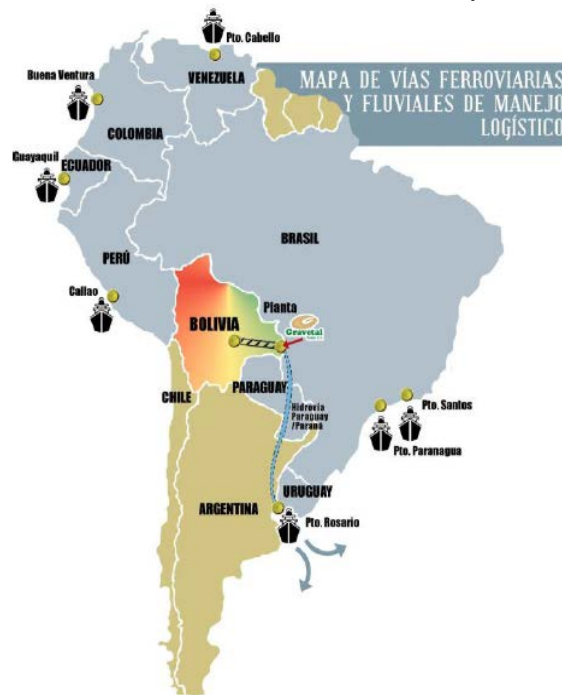 Pto. Cabello
VENEZUELA
MAPA DE VÍAS FERROVIARIAS
Y FLUVIALES DE MANEJO
LOGÍSTICO
Buena Ventura
COLOMBIA
Guayaquil
ECUADOR
BRASIL
PERÚ
Callao
Planta
Gravetal
BOLIVIA
PARAGUAY
CHILE
Hidrovía
Paraguay
/Paraná
Pto. Santos
Pto. Paranagua
URUGUAY
ARGENTINA
Pto. Rosario